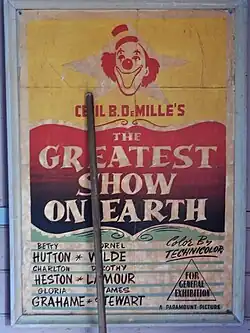 CECIL B. DeMILLE'S
THE
GREATEST
SHOW
ON EARTH
BETTY CORNEL
HUTTON * WILDE
CHARLTON DOROTHY
HESTON * LAMOUR
GLORIA JAMES
GRAHAME * STEWART
Color By
TECHNICOLOR
FOR
GENERAL
EXHIBITION
A PARAMOUNT PICTURE